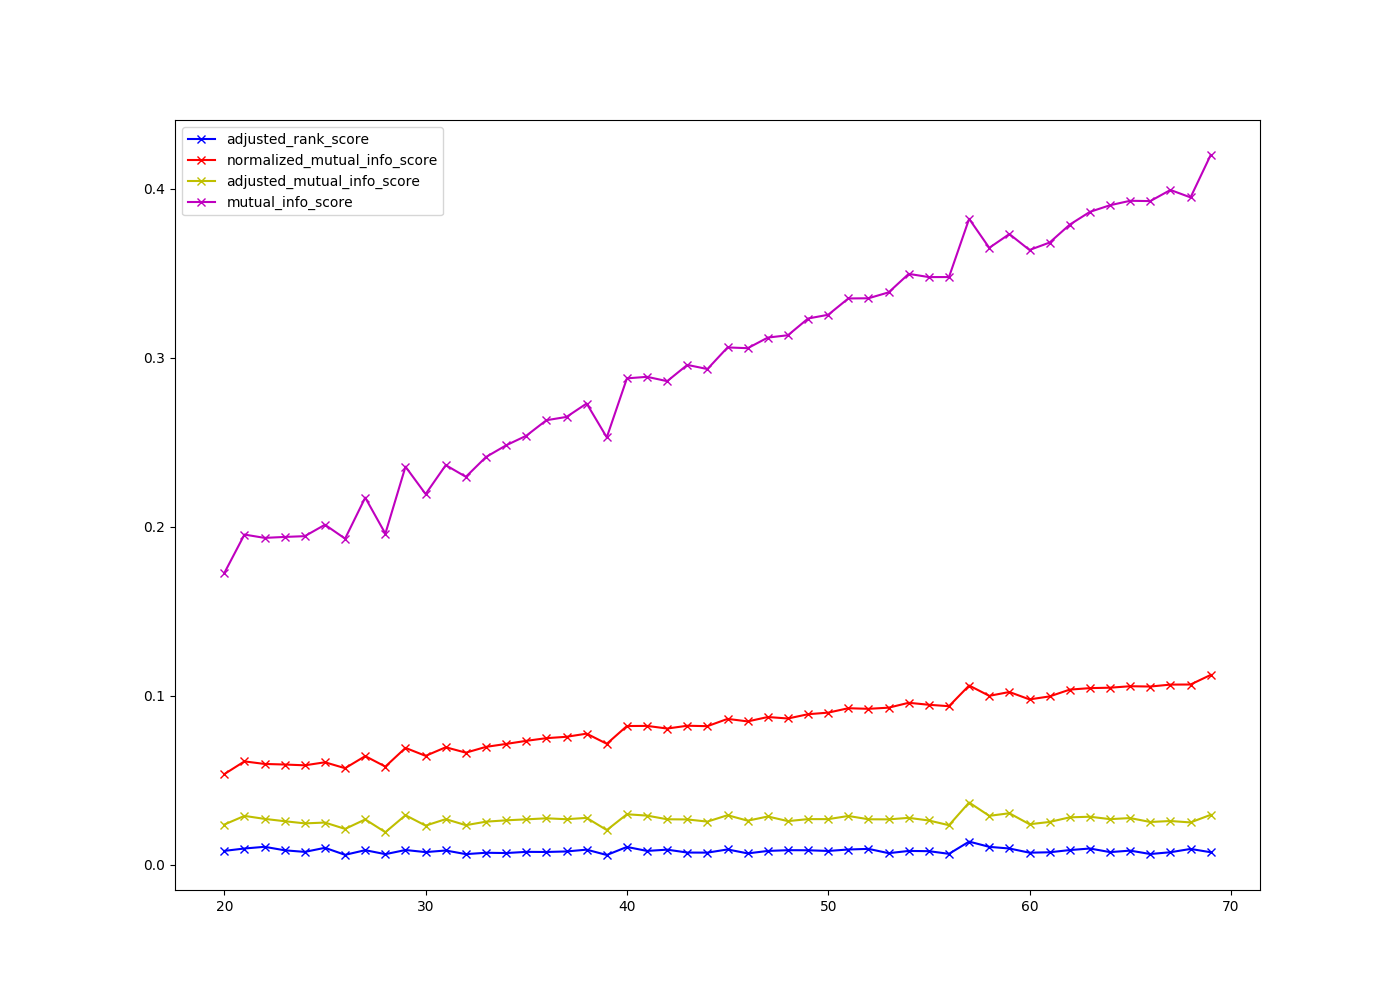 adjusted_rank_score
normalized_mutual_info_score
adjusted_mutual_info_score
mutual_info_score
0.4
0.3
0.2
0.1
0.0
20 30 40 50 60 70